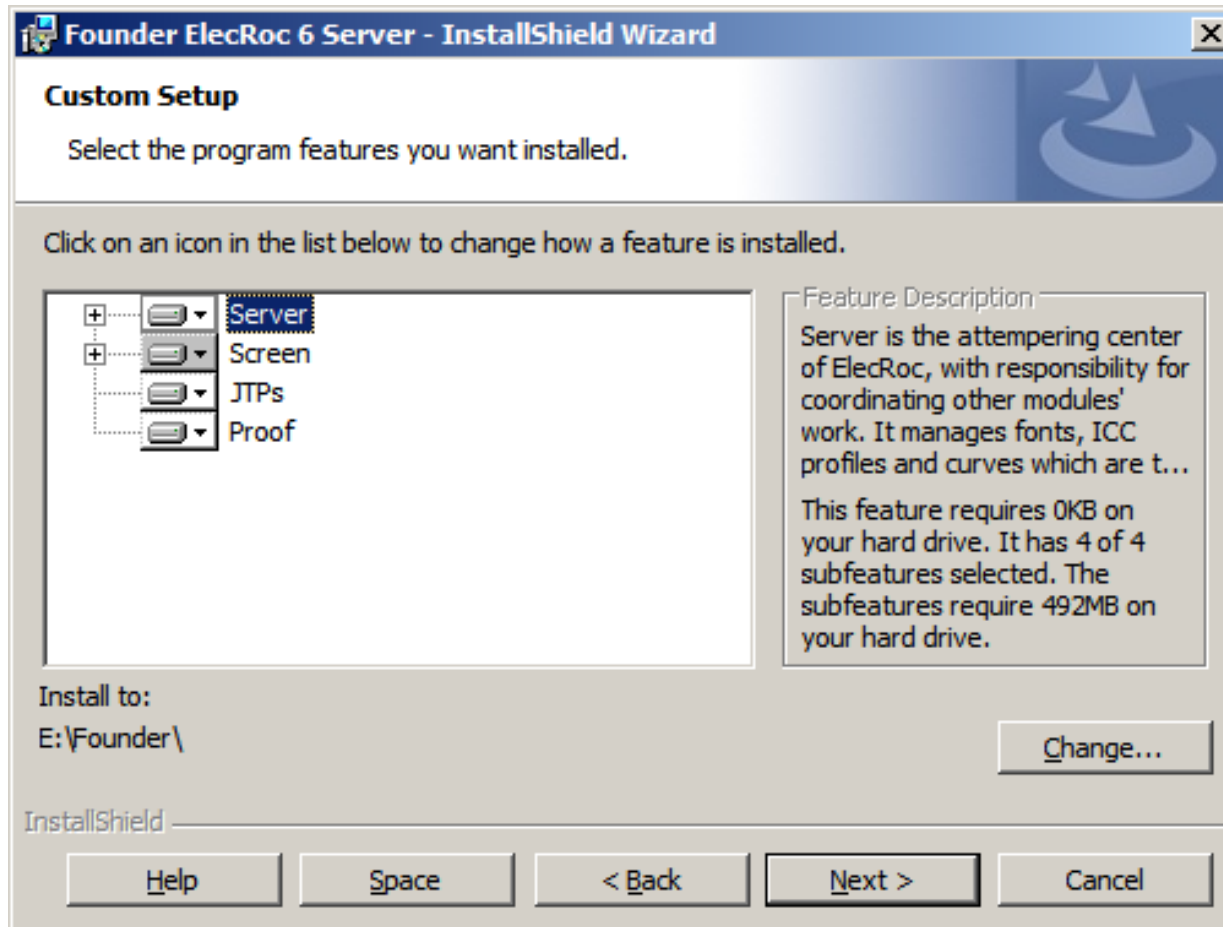 Founder ElecRoc 6 Server - InstallShield Wizard
Custom Setup
Select the program features you want installed.
Click on an icon in the list below to change how a feature is installed.
Server
Screen
JTPs
Proof
Feature Description
Server is the attempering center
of ElecRoc, with responsibility for
coordinating other modules'
work. It manages fonts, ICC
profiles and curves which are t...
This feature requires 0KB on
your hard drive. It has 4 of 4
subfeatures selected. The
subfeatures require 492MB on
your hard drive.
Install to:
E:\Founder\
Change...
InstallShield
Help
Space
< Back
Next >
Cancel